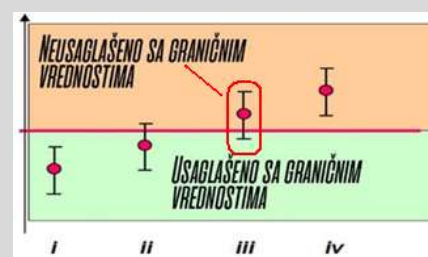 NEUSAGLAŠENO SA GRANIČNIM
VREDNOSTIMA
USAGLAŠENO SA GRANIČNIM
VREDNOSTIMA
i ii iii iv